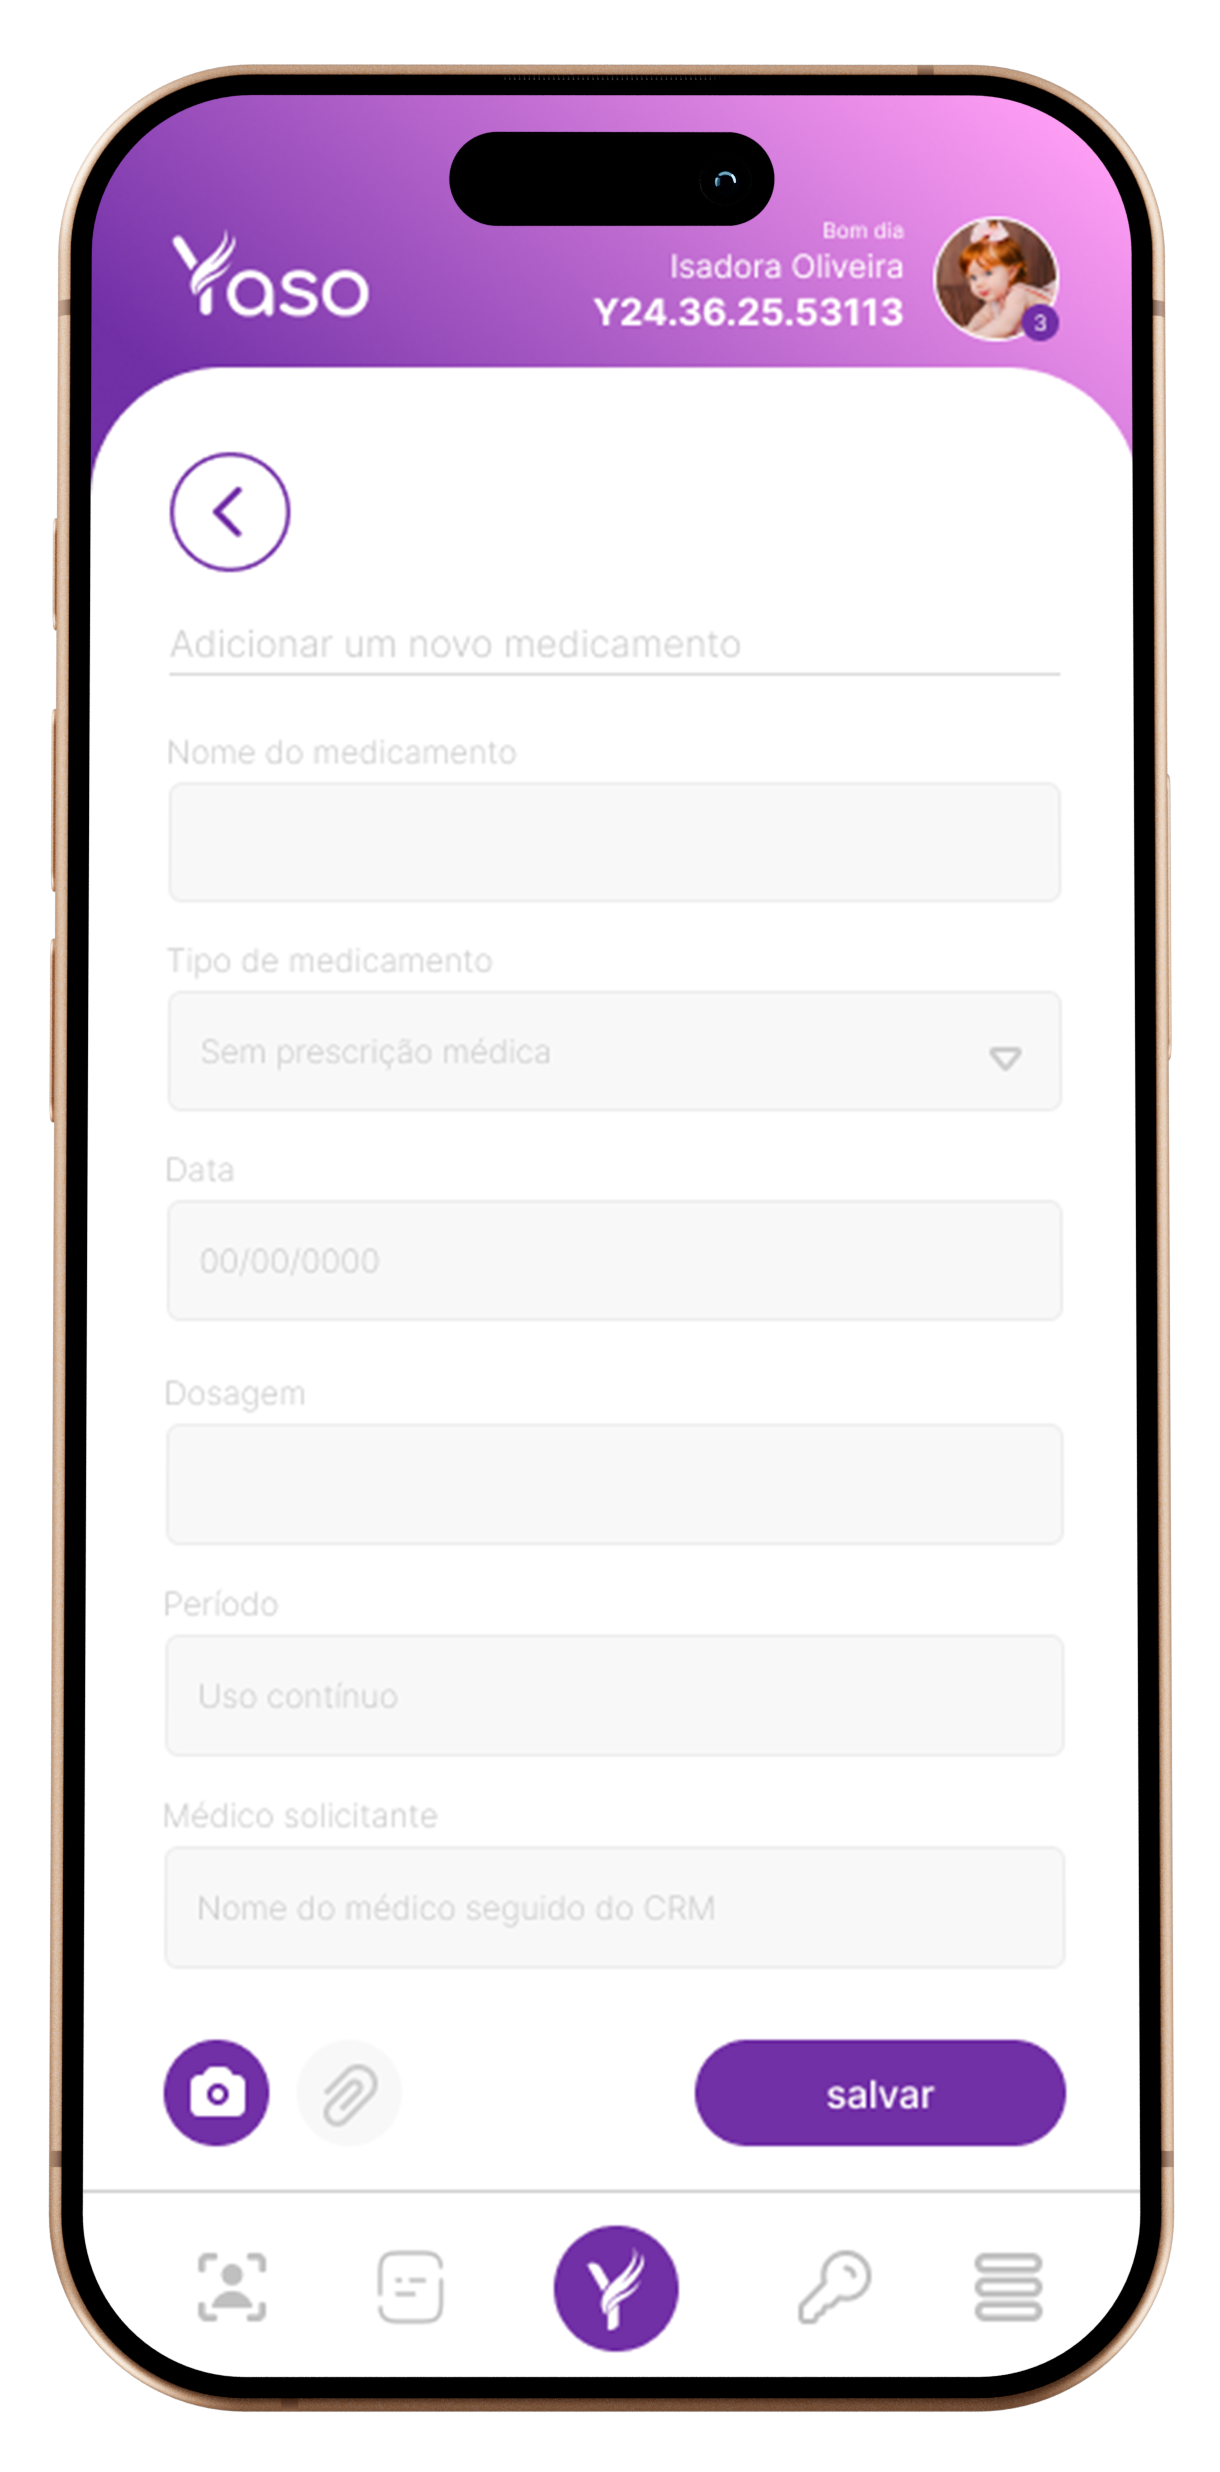 Yaso
Bom dia
Isadora Oliveira
Y24.36.25.53113
3
Adicionar um novo medicamento
Nome do medicamento
Tipo de medicamento
Sem prescrição médica
Data
00/00/0000
Dosagem
Período
Uso contínuo
Médico solicitante
Nome do médico seguido do CRM
salvar